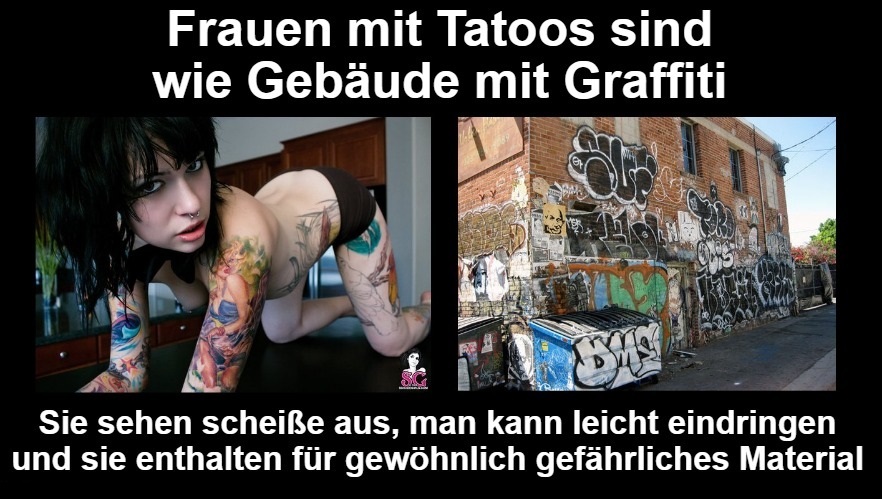 Frauen mit Tatoos sind
wie Gebäude mit Graffiti
SG
Sie sehen scheiße aus, man kann leicht eindringen
und sie enthalten für gewöhnlich gefährliches Material